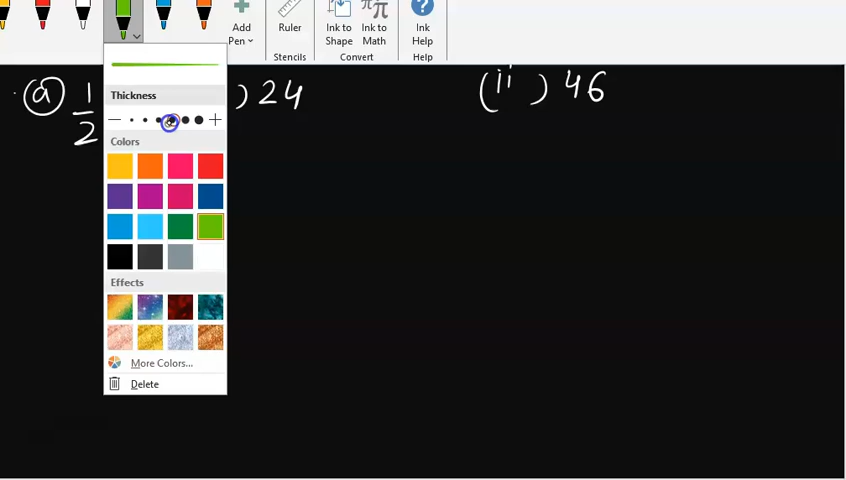 Add
Pen
Ruler
Ink to
Shape
Ink to
Math
Ink
Help
Stencils
Convert
Help
(a) 1/2
) 24
(ii) 46
Thickness
Colors
Effects
More Colors...
Delete